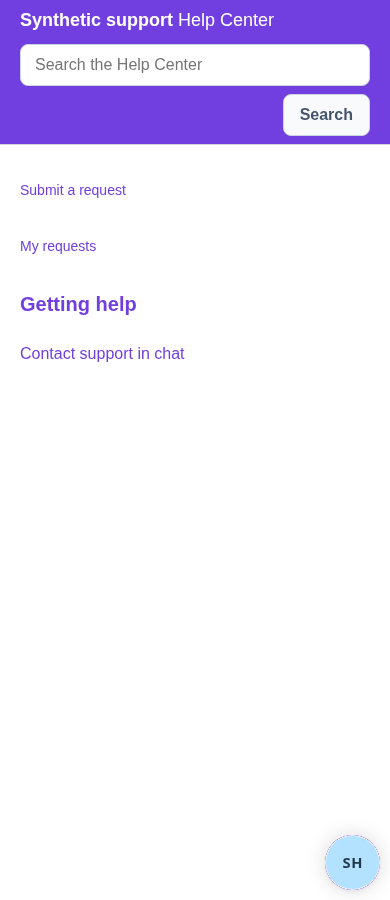 Synthetic support Help Center
Search the Help Center
Search
Submit a request
My requests
Getting help
Contact support in chat
SH